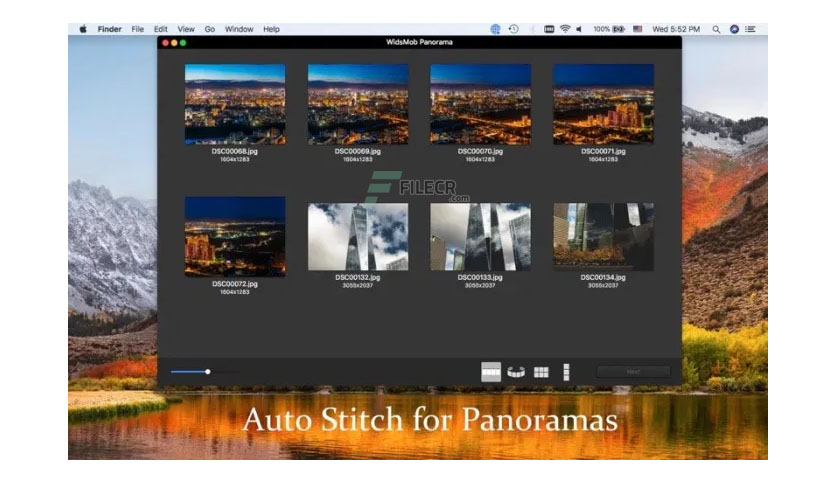 Finder File Edit View Go Window Help 100% Wed 5:52 PM
WidsMob Panorama
DSC00068.jpg DSC00069.jpg DSC00070.jpg DSC00071.jpg
1604x1283 1604x1283 1604x1283 1604x1283
FILECR
.com
DSC00072.jpg DSC00132.jpg DSC00133.jpg DSC00134.jpg
1604x1283 3055x2037 3055x2037 3055x2037
Next
Auto Stitch for Panoramas